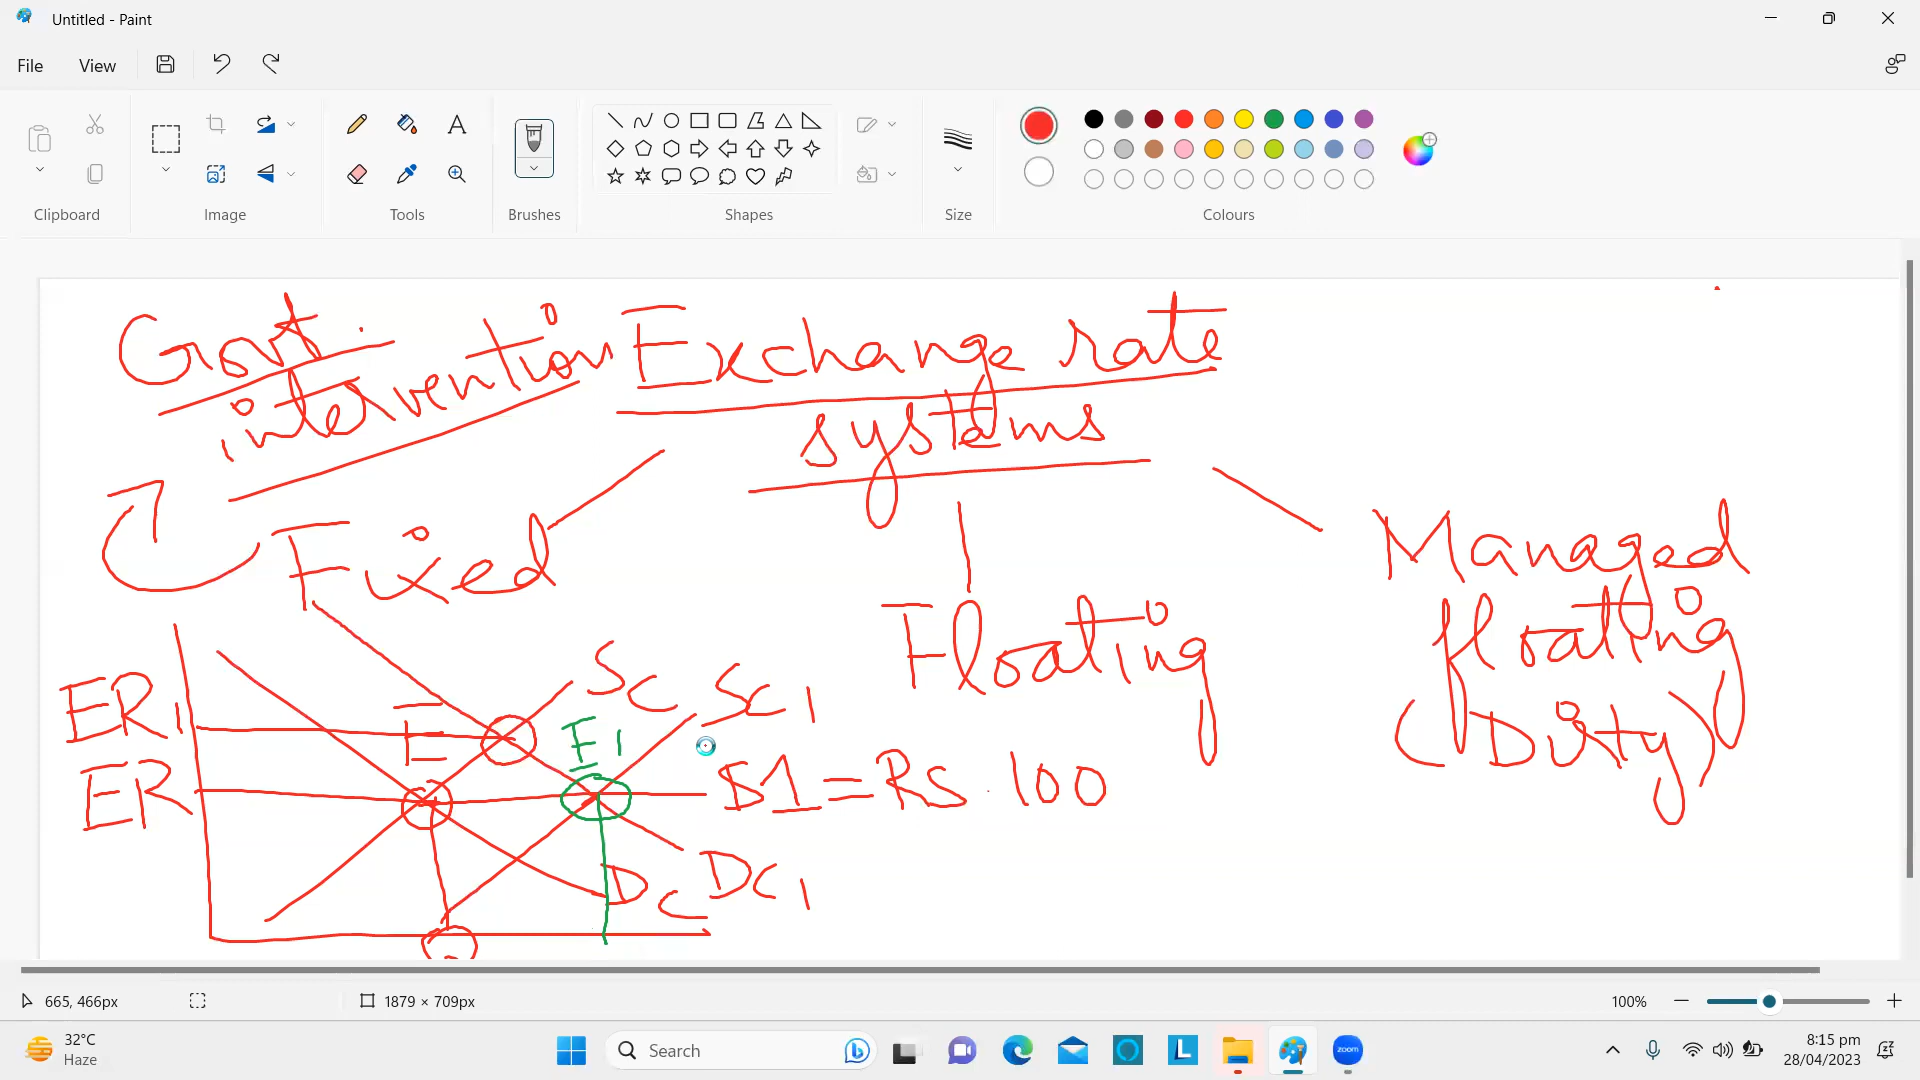 Untitled - Paint
File View
Clipboard Image Tools Brushes Shapes Size Colours
Govt. Exchange rate
intervention systems
Fixed Floating Managed
floating
(Dirty)
ER1 E E1 SC SC1
ER $1 = Rs. 100
DC DC1
665, 466px 1879 × 709px 100%
32°C
Haze
Search
zoom
8:15 pm
28/04/2023